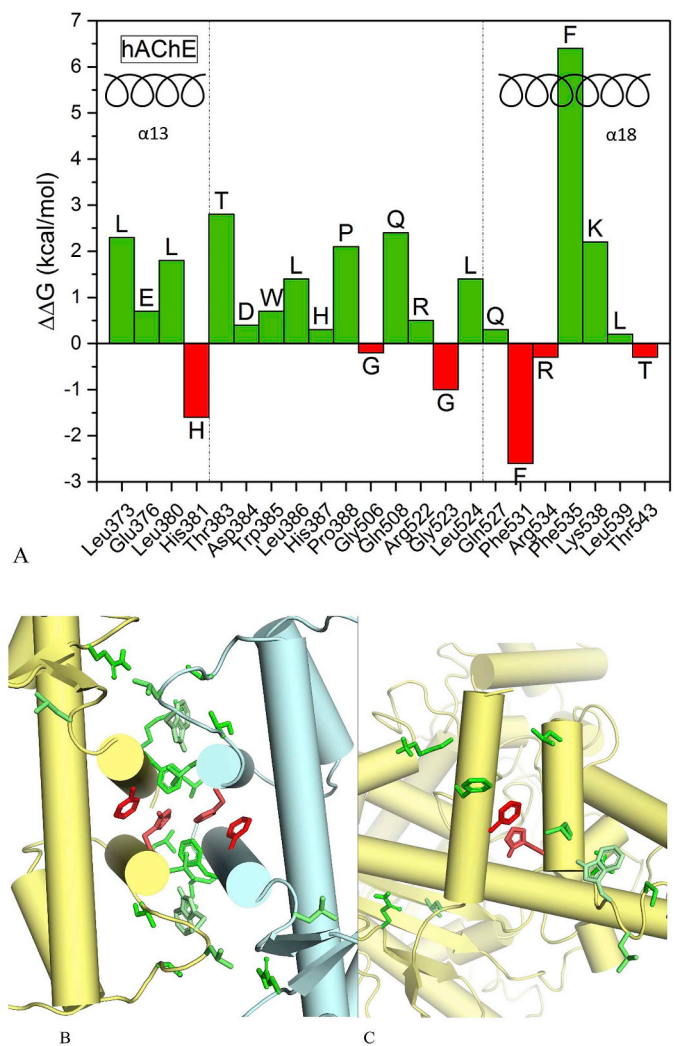 hAChE
α13
α18
ΔΔG (kcal/mol)
7
6
5
4
3
2
1
0
-1
-2
-3
L
E
L
H
T
D
W
L
H
P
G
Q
R
G
L
Q
F
R
F
K
L
T
Leu373
Glu376
Leu380
His381
Thr383
Asp384
Trp385
Leu386
His387
Pro388
Gly506
Gln508
Arg522
Gly523
Leu524
Gln527
Phe531
Arg534
Phe535
Lys538
Leu539
Thr543
A
B
C